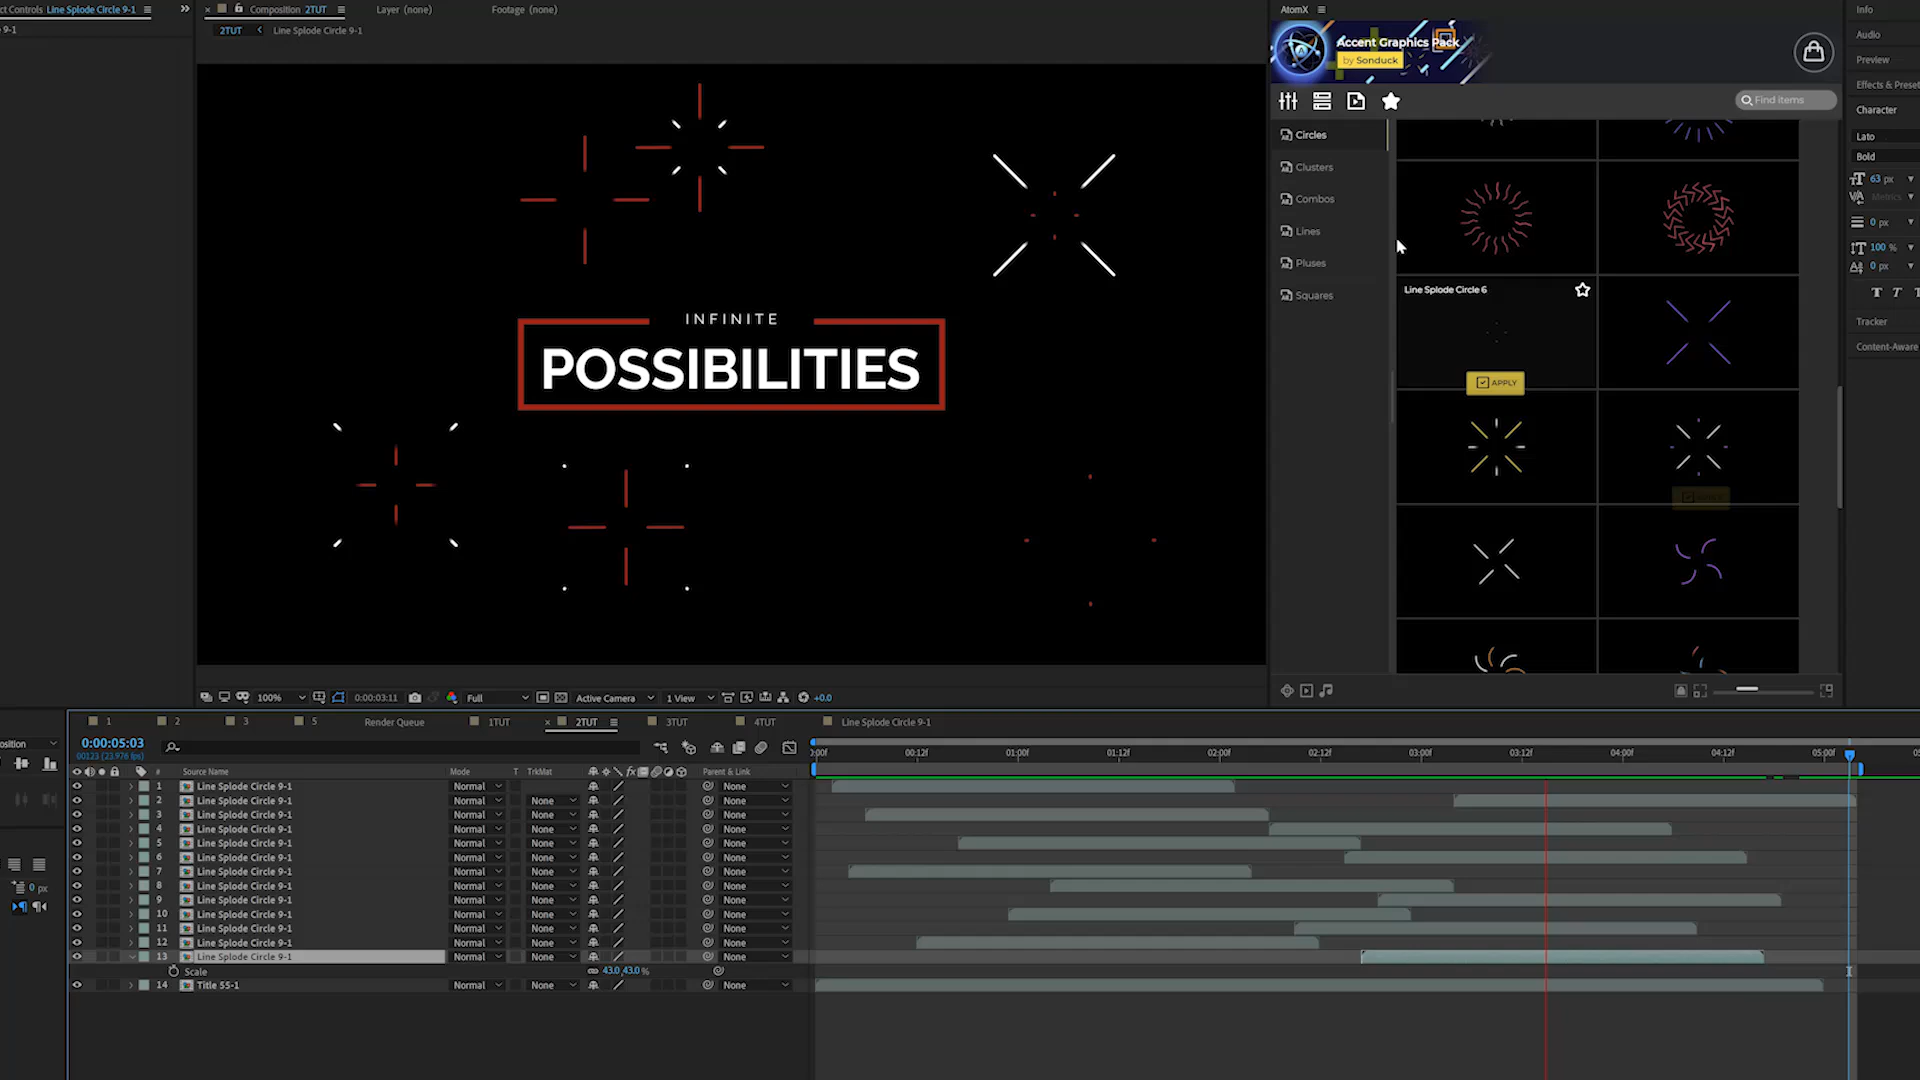 ct Controls Line Splode Circle 9-1
Composition 2TUT
Layer (none)
Footage (none)
AtomX
Info
9-1
2TUT
Line Splode Circle 9-1
Accent Graphics Pack
by Sonduck
Audio
Preview
Effects & Preset
Find items
Character
Circles
Lato
Clusters
Bold
63 px
Combos
Metrics
0 px
Lines
100 %
Pluses
0 px
Line Splode Circle 6
Squares
INFINITE
POSSIBILITIES
APPLY
Tracker
Content-Aware
100%
0:00:03:11
Full
Active Camera
1 View
+0.0
1
2
3
5
Render Queue
1TUT
2TUT
3TUT
4TUT
Line Splode Circle 9-1
osition
0:00:05:03
00123 (23.976 fps)
:00f
00:12f
01:00f
01:12f
02:00f
02:12f
03:00f
03:12f
04:00f
04:12f
05:00f
# Source Name Mode T TrkMat Parent & Link
1 Line Splode Circle 9-1 Normal None
2 Line Splode Circle 9-1 Normal None None
3 Line Splode Circle 9-1 Normal None None
4 Line Splode Circle 9-1 Normal None None
5 Line Splode Circle 9-1 Normal None None
6 Line Splode Circle 9-1 Normal None None
7 Line Splode Circle 9-1 Normal None None
8 Line Splode Circle 9-1 Normal None None
9 Line Splode Circle 9-1 Normal None None
10 Line Splode Circle 9-1 Normal None None
11 Line Splode Circle 9-1 Normal None None
12 Line Splode Circle 9-1 Normal None None
13 Line Splode Circle 9-1 Normal None None
Scale 43.0,43.0 %
14 Title 55-1 Normal None None
0 px